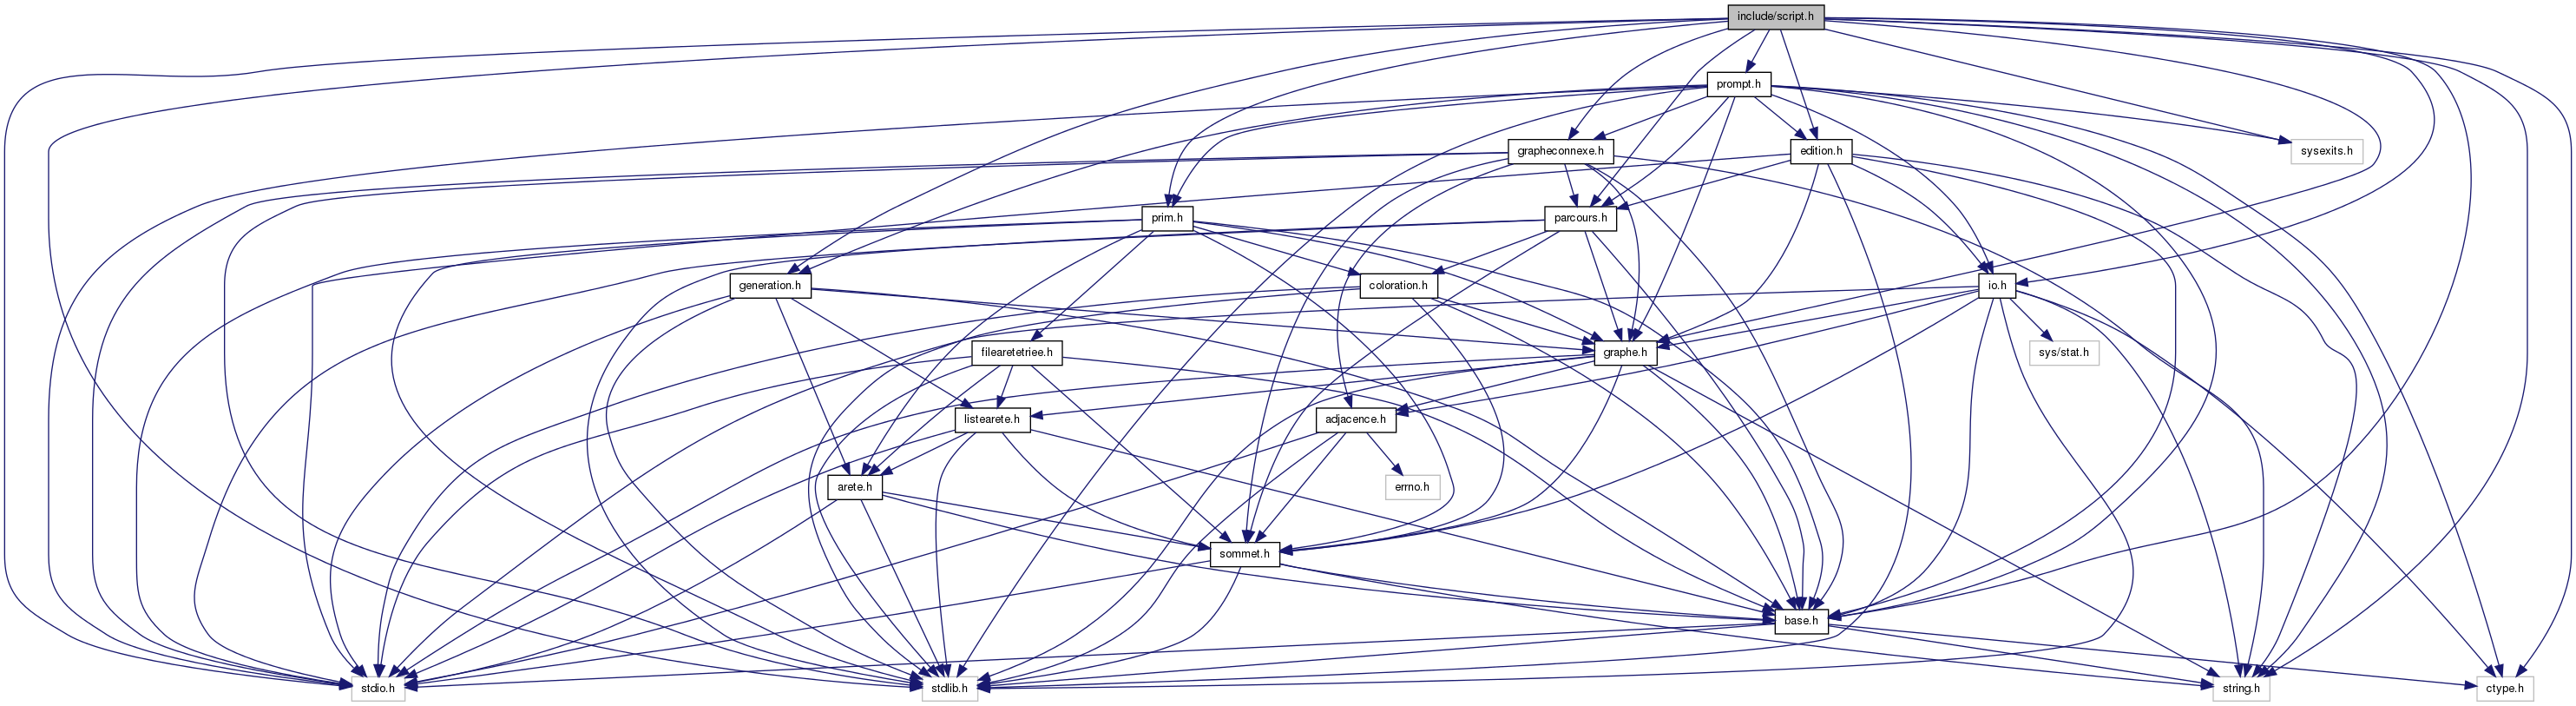 include/script.h
prompt.h
grapheconnexe.h
edition.h
sysexits.h
prim.h
parcours.h
generation.h
coloration.h
io.h
filearetetriee.h
graphe.h
sys/stat.h
listearete.h
adjacence.h
arete.h
errno.h
sommet.h
base.h
stdio.h
stdlib.h
string.h
ctype.h